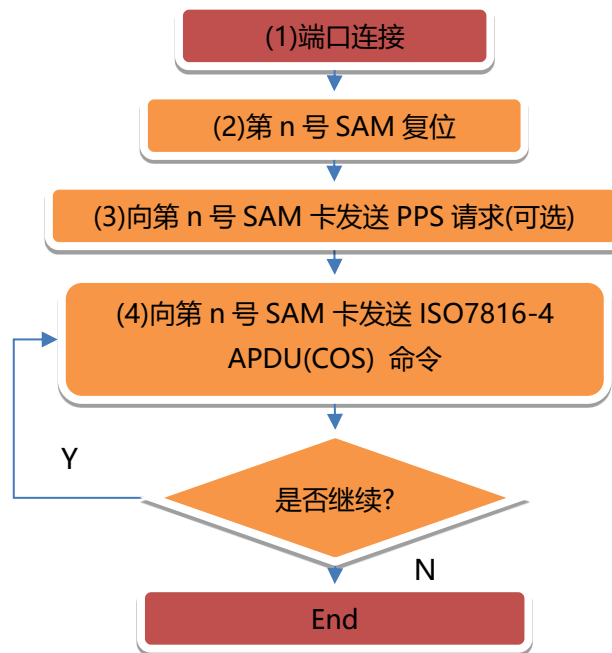 (1)端口连接
(2)第 n 号 SAM 复位
(3)向第 n 号 SAM 卡发送 PPS 请求(可选)
(4)向第 n 号 SAM 卡发送 ISO7816-4
APDU(COS) 命令
Y
是否继续?
N
End